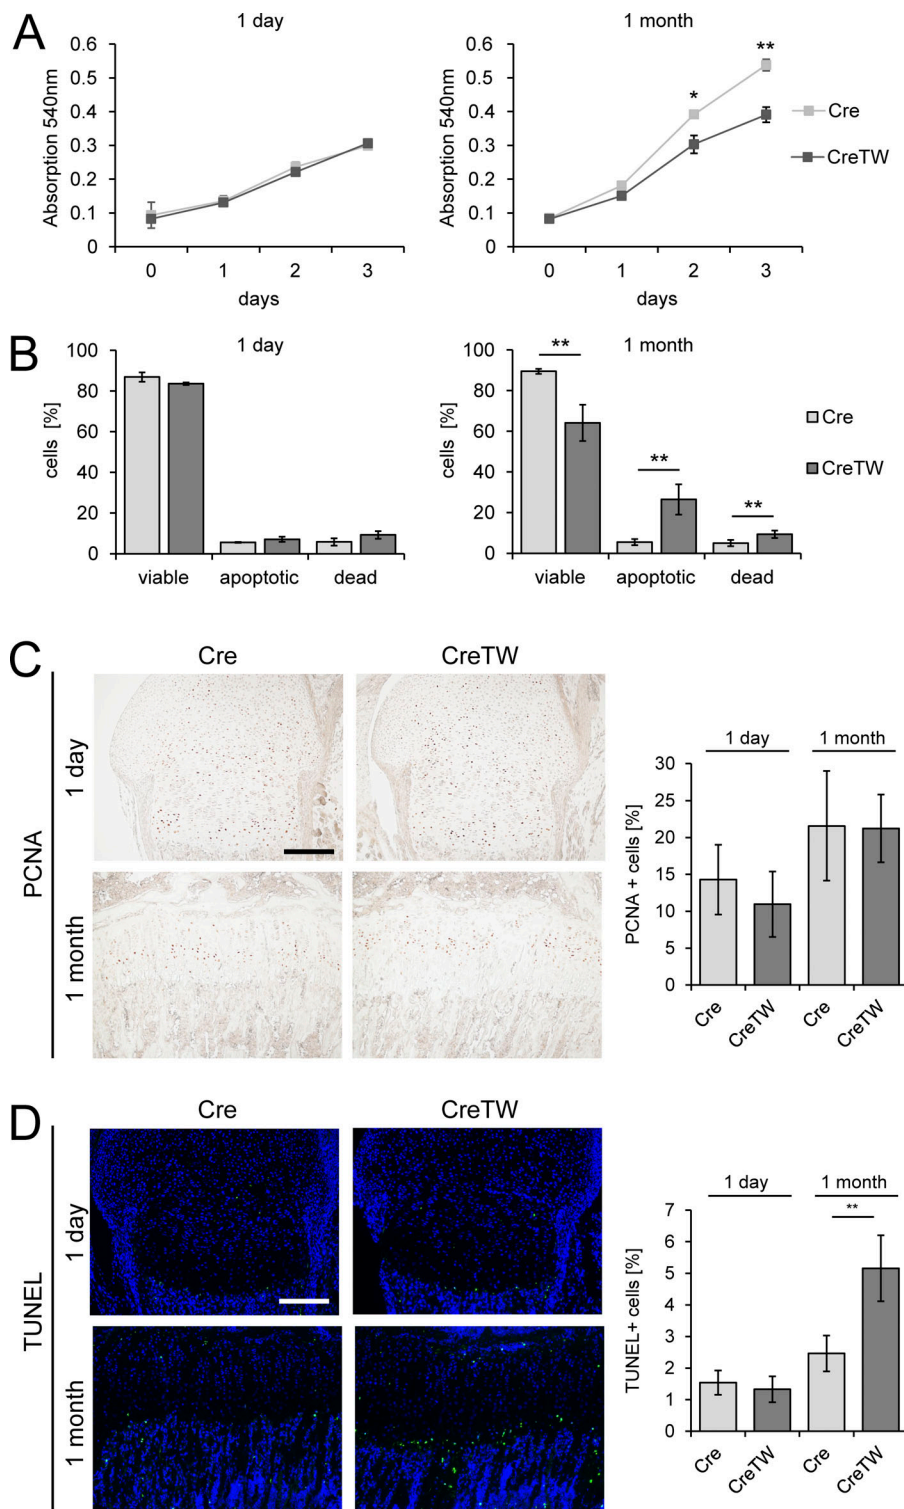 A
1 day
1 month
0.6
0.5
0.4
0.3
0.2
0.1
0
Absorption 540nm
0 1 2 3
days
0.6
0.5
0.4
0.3
0.2
0.1
0
Absorption 540nm
*
**
0 1 2 3
days
Cre
CreTW
B
1 day
1 month
100
80
60
40
20
0
cells [%]
viable apoptotic dead
100
80
60
40
20
0
cells [%]
**
**
**
viable apoptotic dead
Cre
CreTW
C
Cre CreTW
PCNA
1 day
1 month
1 day 1 month
30
25
20
15
10
5
0
PCNA + cells [%]
Cre CreTW Cre CreTW
D
Cre CreTW
TUNEL
1 day
1 month
1 day 1 month
**
7
6
5
4
3
2
1
0
TUNEL+ cells [%]
Cre CreTW Cre CreTW